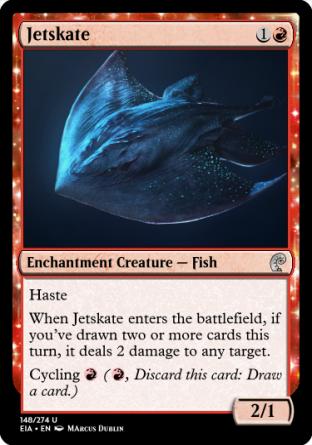 Jetskate 1
Enchantment Creature — Fish
Haste
When Jetskate enters the battlefield, if
you've drawn two or more cards this
turn, it deals 2 damage to any target.
Cycling (, Discard this card: Draw
a card.)
2/1
148/274 U
EIA • EN MARCUS DUBLIN